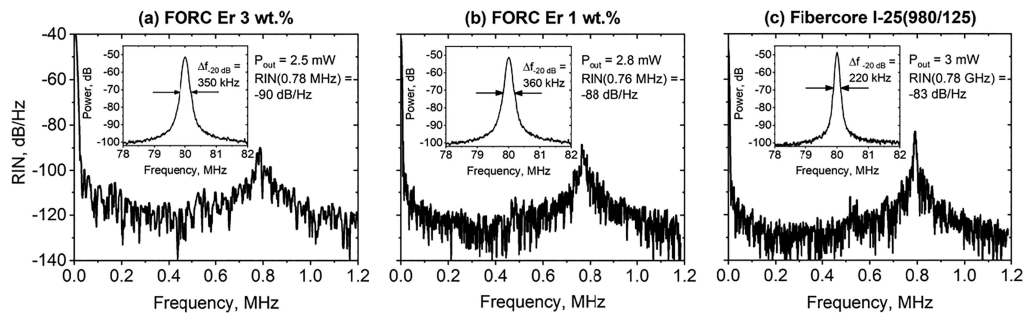 (a) FORC Er 3 wt.%
(b) FORC Er 1 wt.%
(c) Fibercore I-25(980/125)
RIN, dB/Hz
-40
-60
-80
-100
-120
-140
0.0 0.2 0.4 0.6 0.8 1.0 1.2
Frequency, MHz
Power, dB
-50
-60
-70
-80
-90
-100
78 79 80 81 82
Frequency, MHz
Δf-20 dB =
350 kHz
Pout = 2.5 mW
RIN(0.78 MHz) =
-90 dB/Hz
0.0 0.2 0.4 0.6 0.8 1.0 1.2
Frequency, MHz
Power, dB
-50
-60
-70
-80
-90
-100
78 79 80 81 82
Frequency, MHz
Δf-20 dB =
360 kHz
Pout = 2.8 mW
RIN(0.76 MHz) =
-88 dB/Hz
0.0 0.2 0.4 0.6 0.8 1.0 1.2
Frequency, MHz
Power, dB
-50
-60
-70
-80
-90
-100
78 79 80 81 82
Frequency, MHz
Δf-20 dB =
220 kHz
Pout = 3 mW
RIN(0.78 GHz) =
-83 dB/Hz